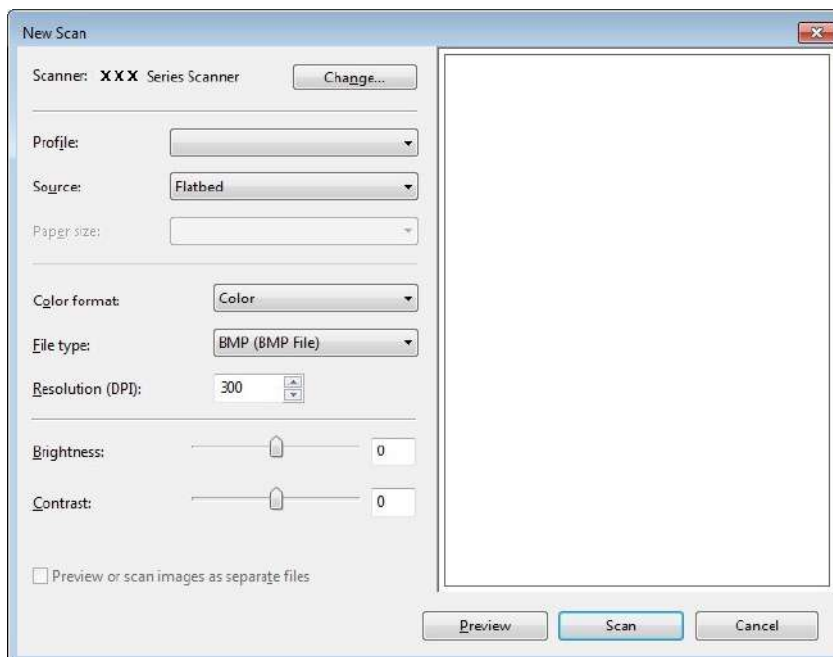 New Scan
Scanner: XXX Series Scanner Change...
Profile:
Source: Flatbed
Paper size:
Color format: Color
File type: BMP (BMP File)
Resolution (DPI): 300
Brightness: 0
Contrast: 0
Preview or scan images as separate files
Preview Scan Cancel